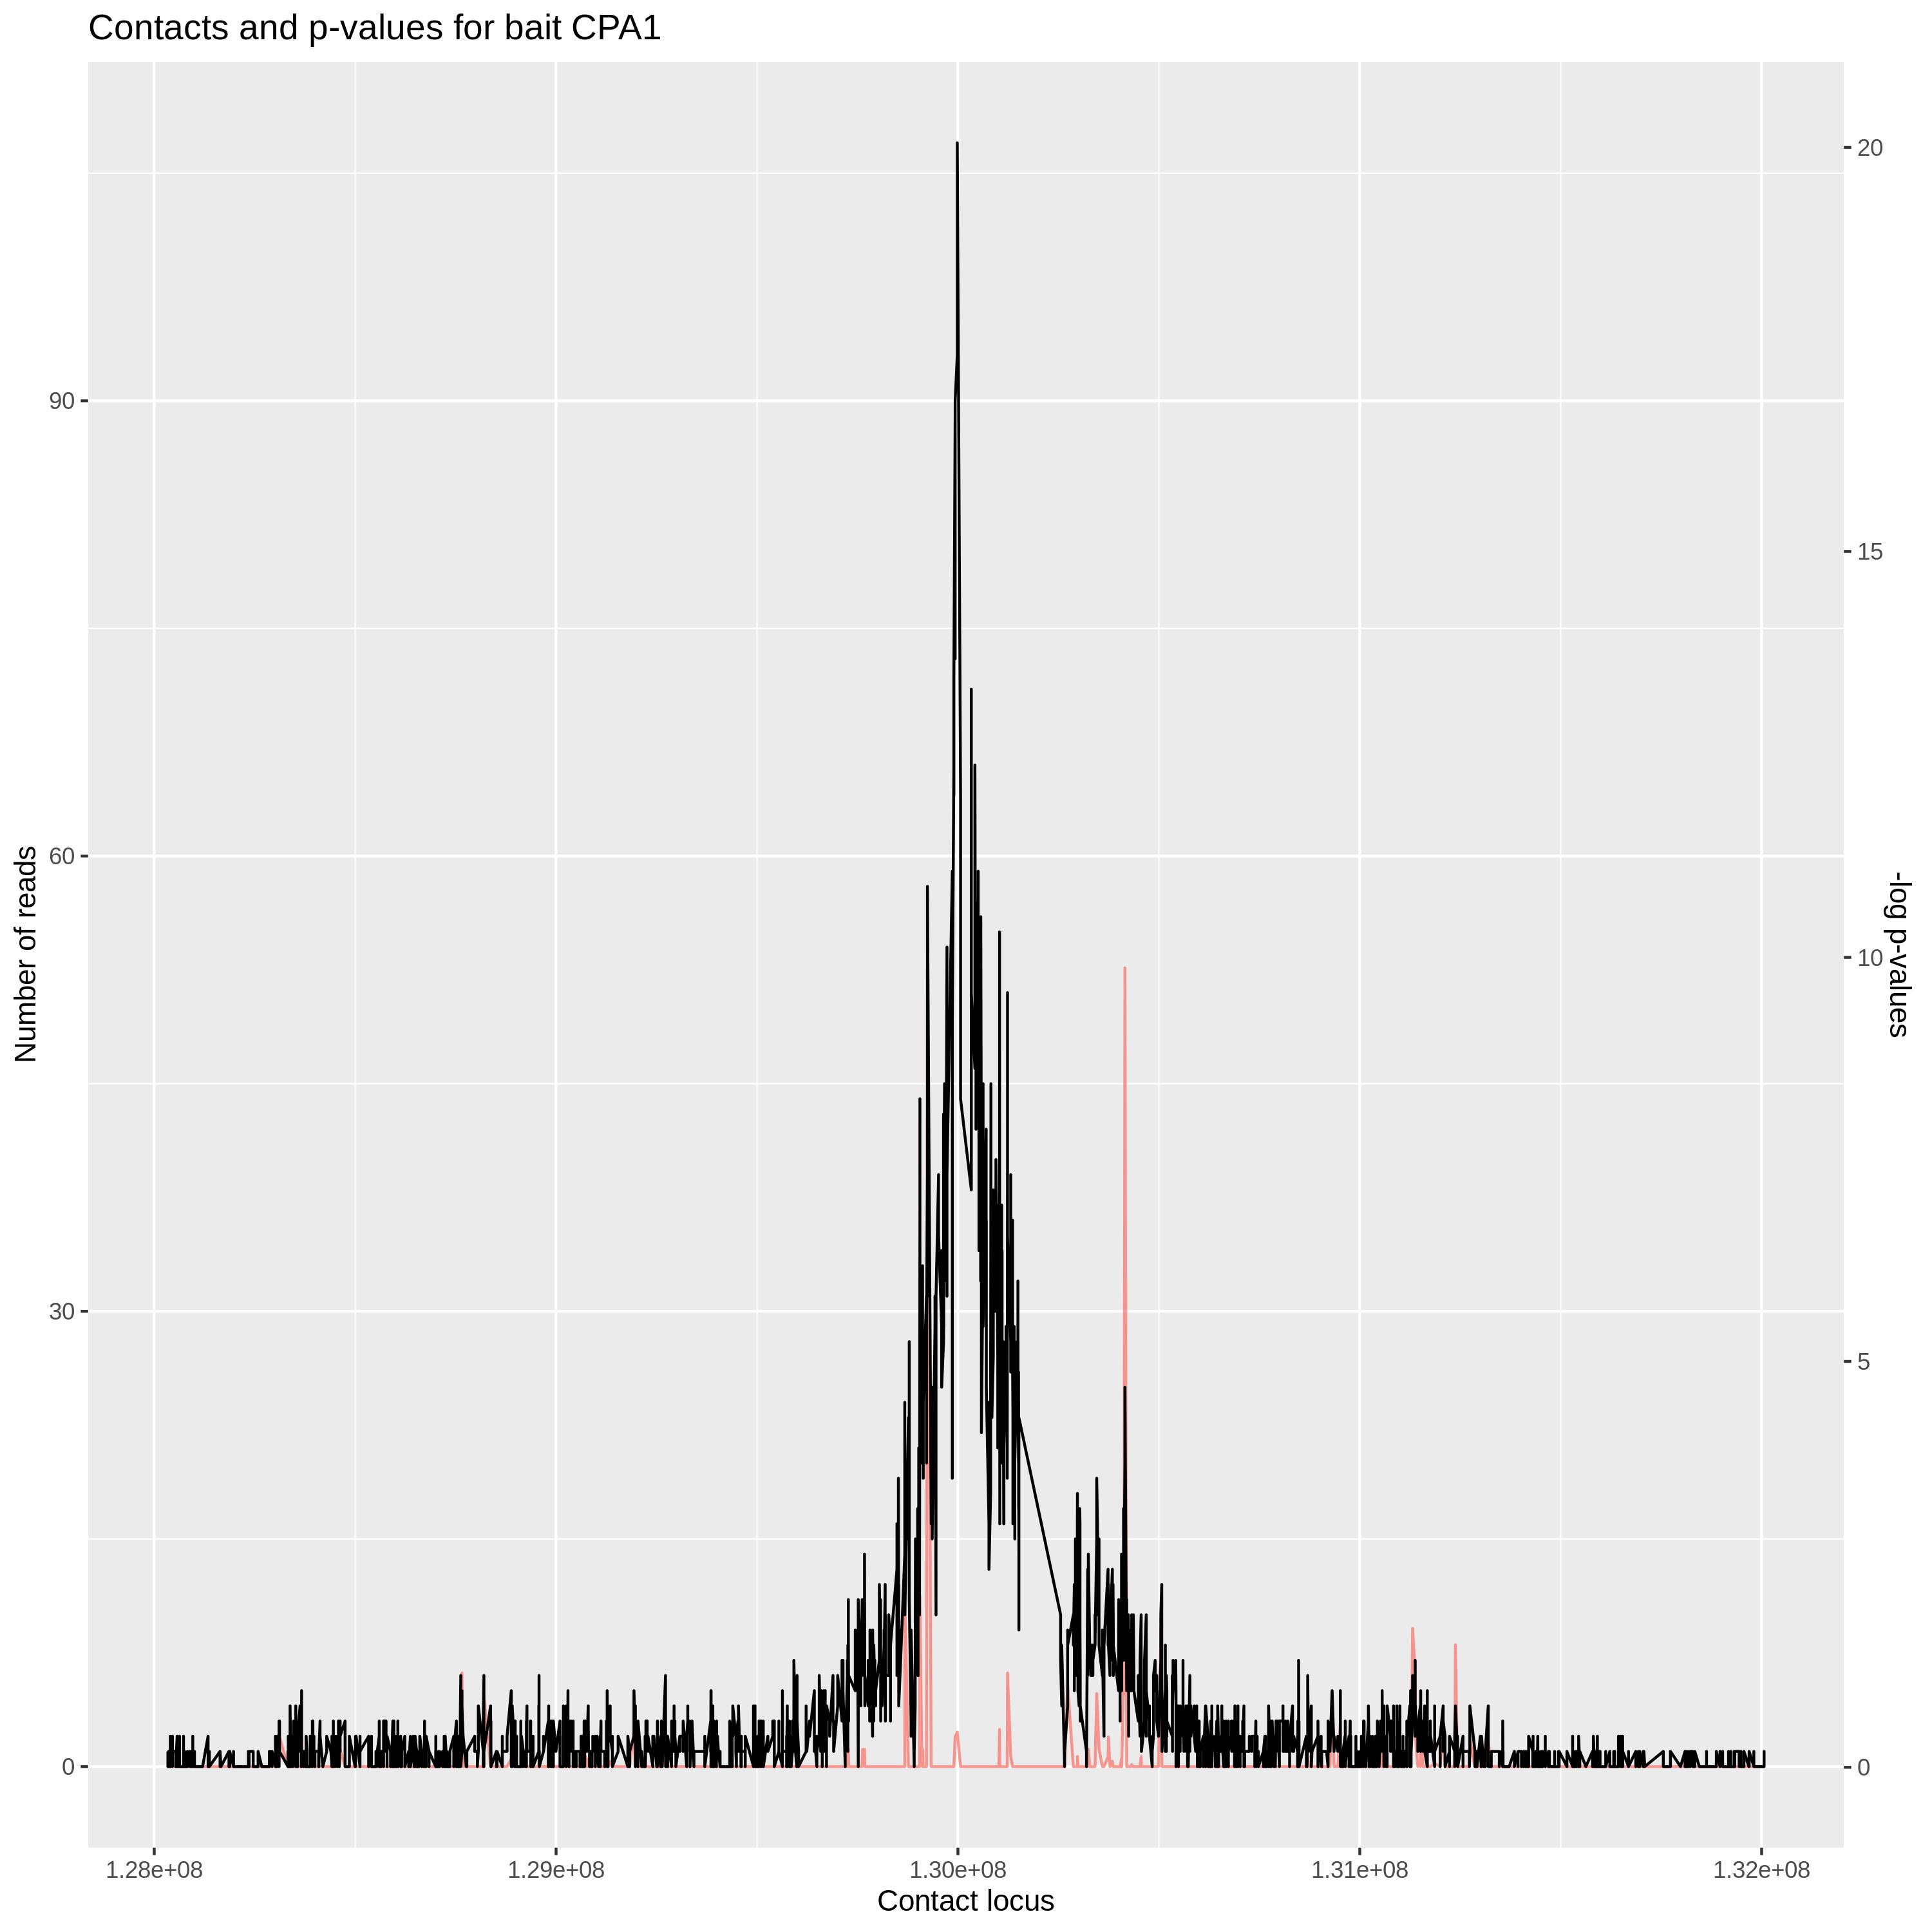 Contacts and p-values for bait CPA1
Number of reads
90
60
30
0
20
15
10
5
0
-log p-values
1.28e+08
1.29e+08
1.30e+08
1.31e+08
1.32e+08
Contact locus